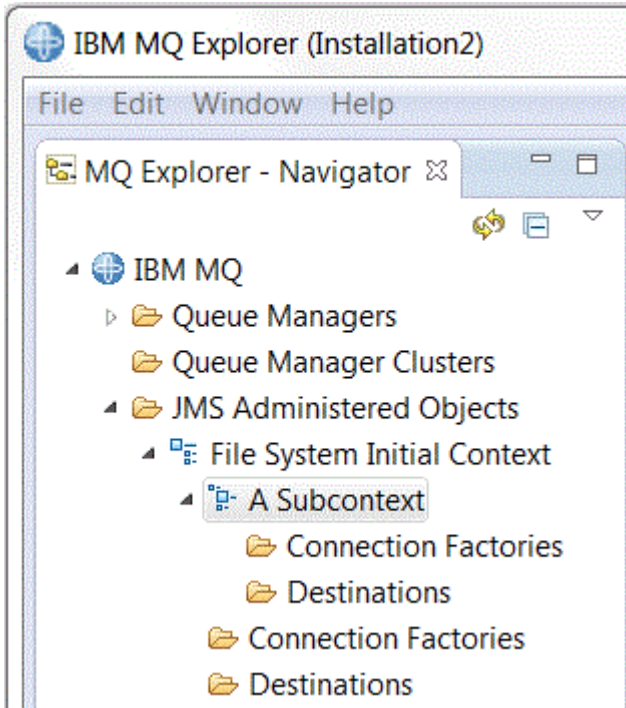 IBM MQ Explorer (Installation2)
File Edit Window Help
MQ Explorer - Navigator
IBM MQ
Queue Managers
Queue Manager Clusters
JMS Administered Objects
File System Initial Context
A Subcontext
Connection Factories
Destinations
Connection Factories
Destinations